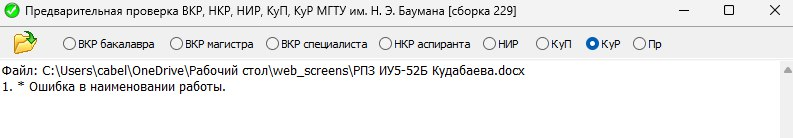 Предварительная проверка ВКР, НКР, НИР, КуП, КуР МГТУ им. Н. Э. Баумана [сборка 229]
ВКР бакалавра ВКР магистра ВКР специалиста НКР аспиранта НИР КуП КуР Пр
Файл: C:\Users\cabel\OneDrive\Рабочий стол\web_screens\РПЗ ИУ5-52Б Кудабаева.docx
1. * Ошибка в наименовании работы.